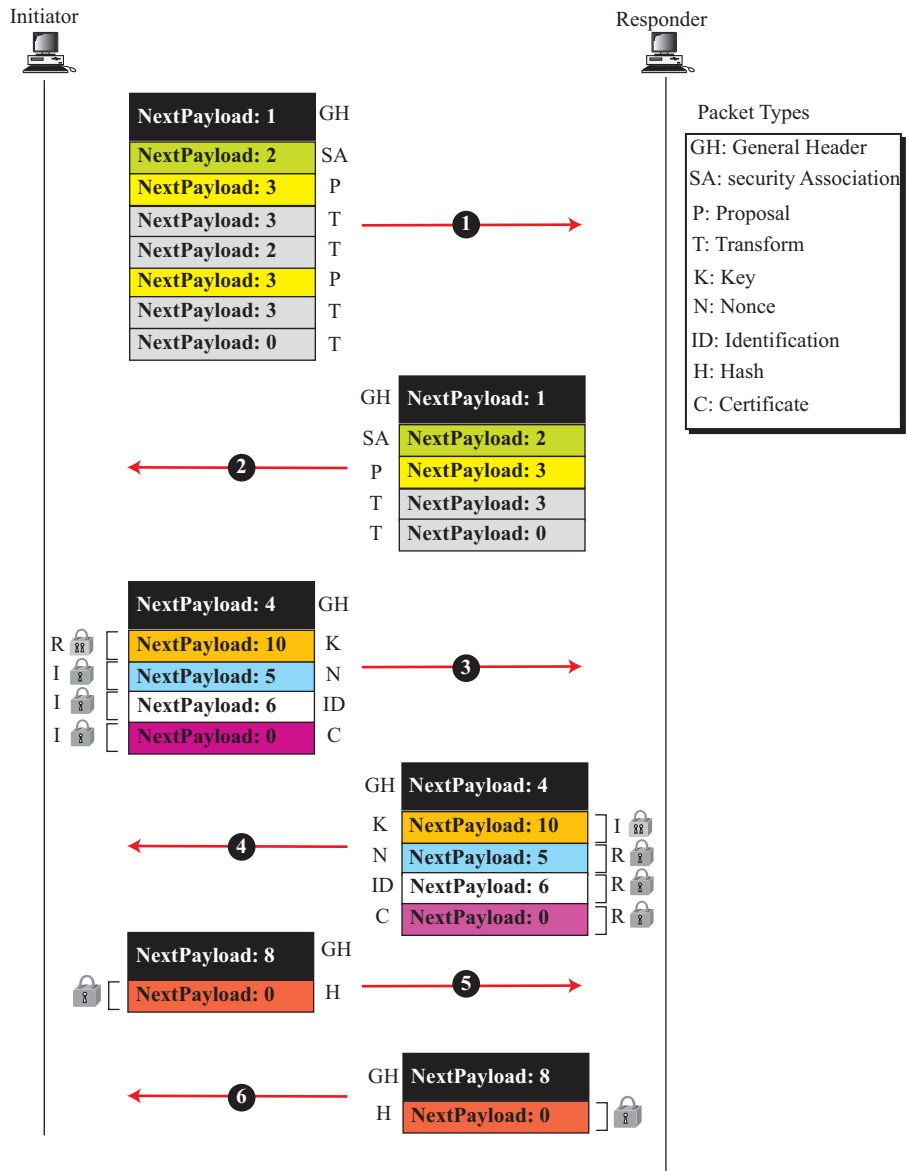 Initiator
Responder
NextPayload: 1 GH
NextPayload: 2 SA
NextPayload: 3 P
NextPayload: 3 T
NextPayload: 2 T
NextPayload: 3 P
NextPayload: 3 T
NextPayload: 0 T
1
Packet Types
GH: General Header
SA: security Association
P: Proposal
T: Transform
K: Key
N: Nonce
ID: Identification
H: Hash
C: Certificate
GH NextPayload: 1
SA NextPayload: 2
P NextPayload: 3
T NextPayload: 3
T NextPayload: 0
2
NextPayload: 4 GH
R NextPayload: 10 K
I NextPayload: 5 N
I NextPayload: 6 ID
I NextPayload: 0 C
3
GH NextPayload: 4
K NextPayload: 10 I
N NextPayload: 5 R
ID NextPayload: 6 R
C NextPayload: 0 R
4
NextPayload: 8 GH
NextPayload: 0 H
5
GH NextPayload: 8
H NextPayload: 0
6